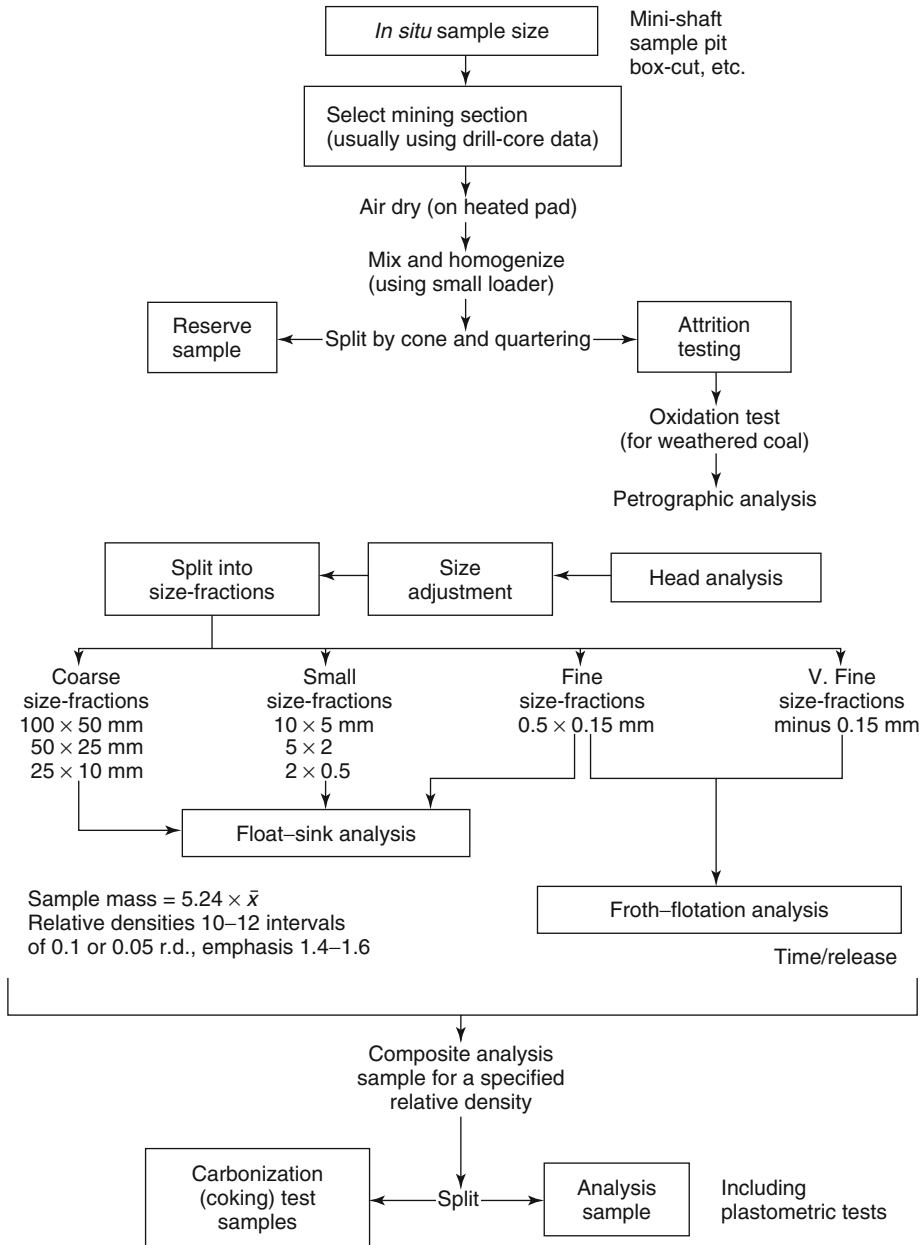 In situ sample size
Mini-shaft
sample pit
box-cut, etc.
Select mining section
(usually using drill-core data)
Air dry (on heated pad)
Mix and homogenize
(using small loader)
Reserve
sample
Split by cone and quartering
Attrition
testing
Oxidation test
(for weathered coal)
Petrographic analysis
Split into
size-fractions
Size
adjustment
Head analysis
Coarse
size-fractions
100 × 50 mm
50 × 25 mm
25 × 10 mm
Small
size-fractions
10 × 5 mm
5 × 2
2 × 0.5
Fine
size-fractions
0.5 × 0.15 mm
V. Fine
size-fractions
minus 0.15 mm
Float–sink analysis
Sample mass = 5.24 × x̄
Relative densities 10–12 intervals
of 0.1 or 0.05 r.d., emphasis 1.4–1.6
Froth–flotation analysis
Time/release
Composite analysis
sample for a specified
relative density
Carbonization
(coking) test
samples
Split
Analysis
sample
Including
plastometric tests